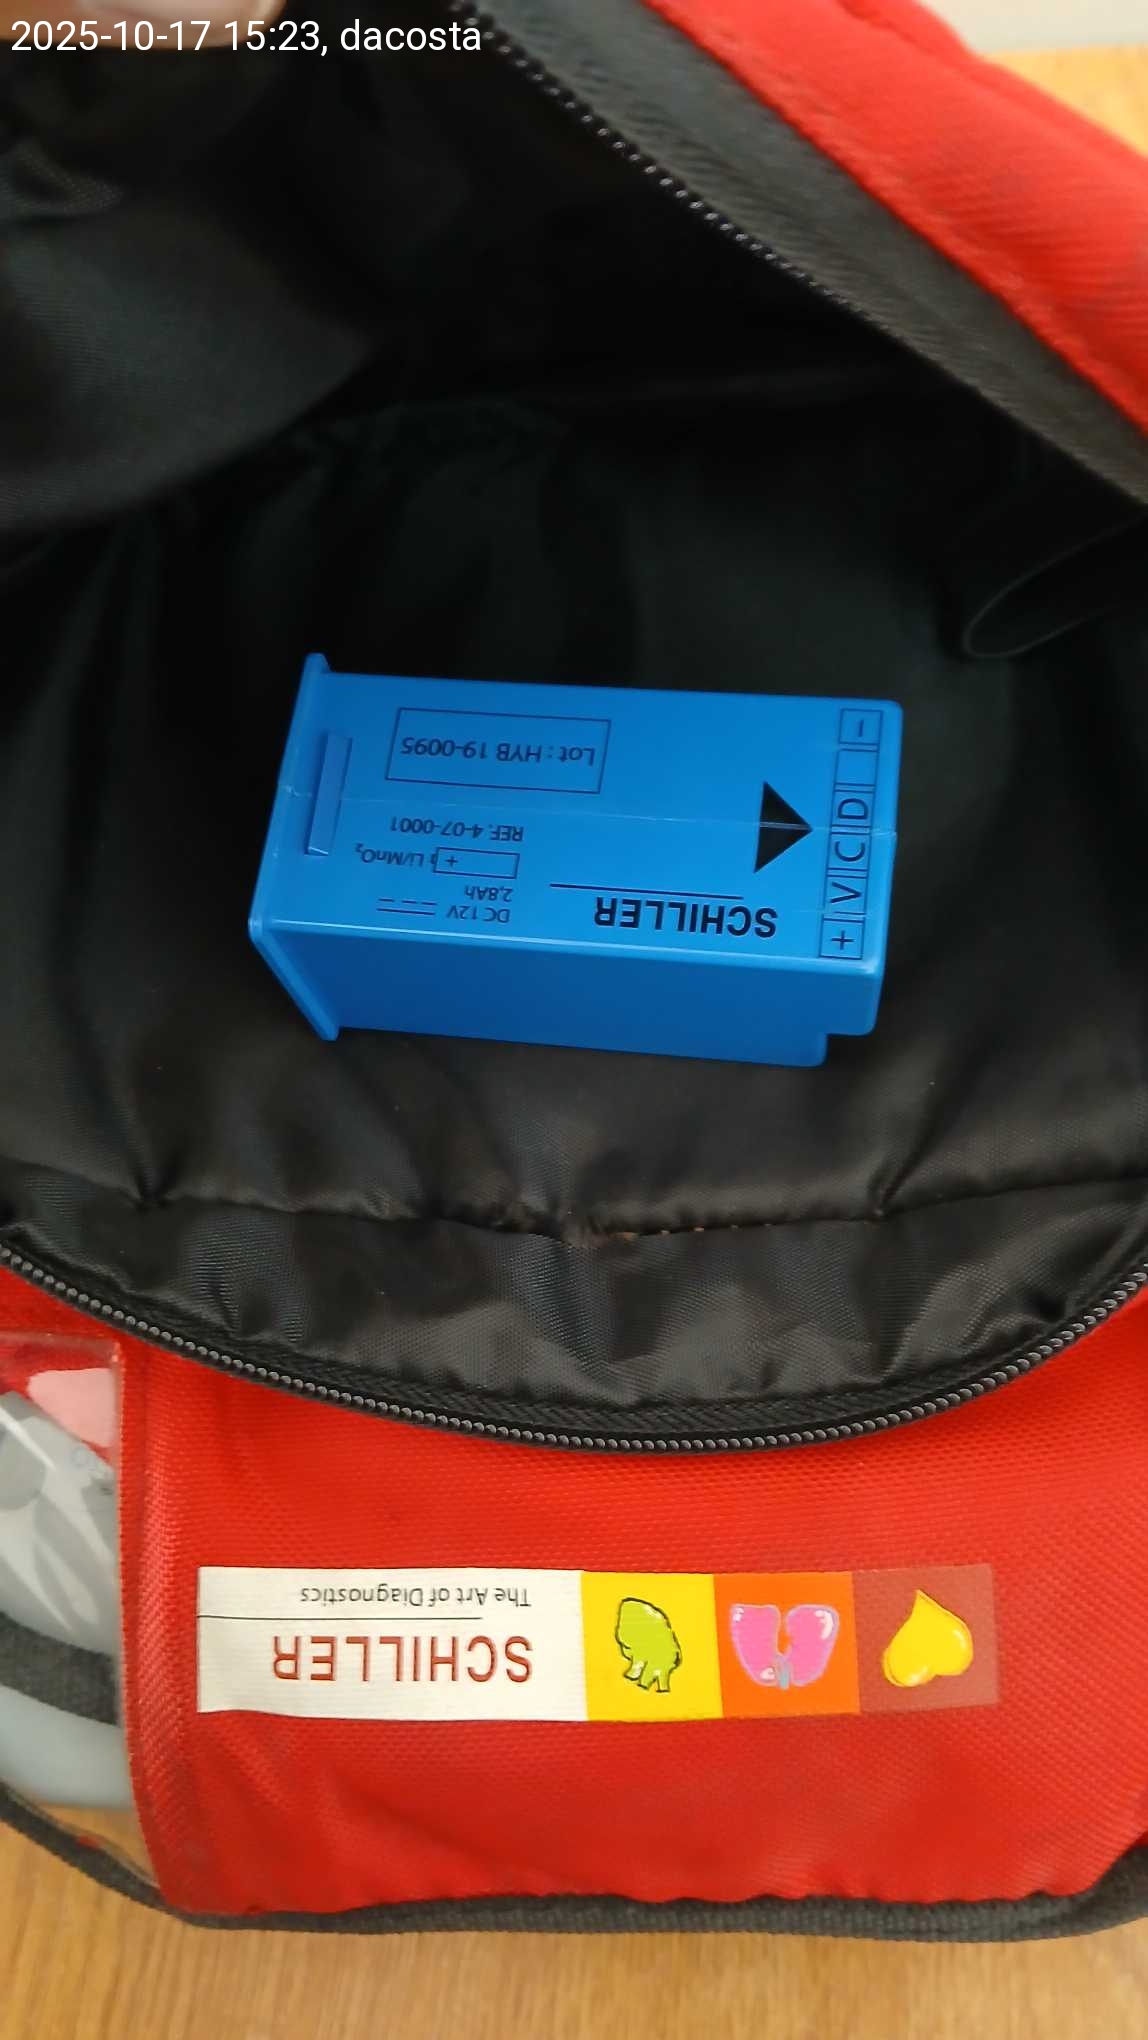 2025-10-17 15:23, dacosta
+ V C D -
SCHILLER
DC 12V
2,8Ah
+ Li/MnO₂
REF. 4-07-0001
Lot : HYB 19-0095
SCHILLER
The Art of Diagnostics